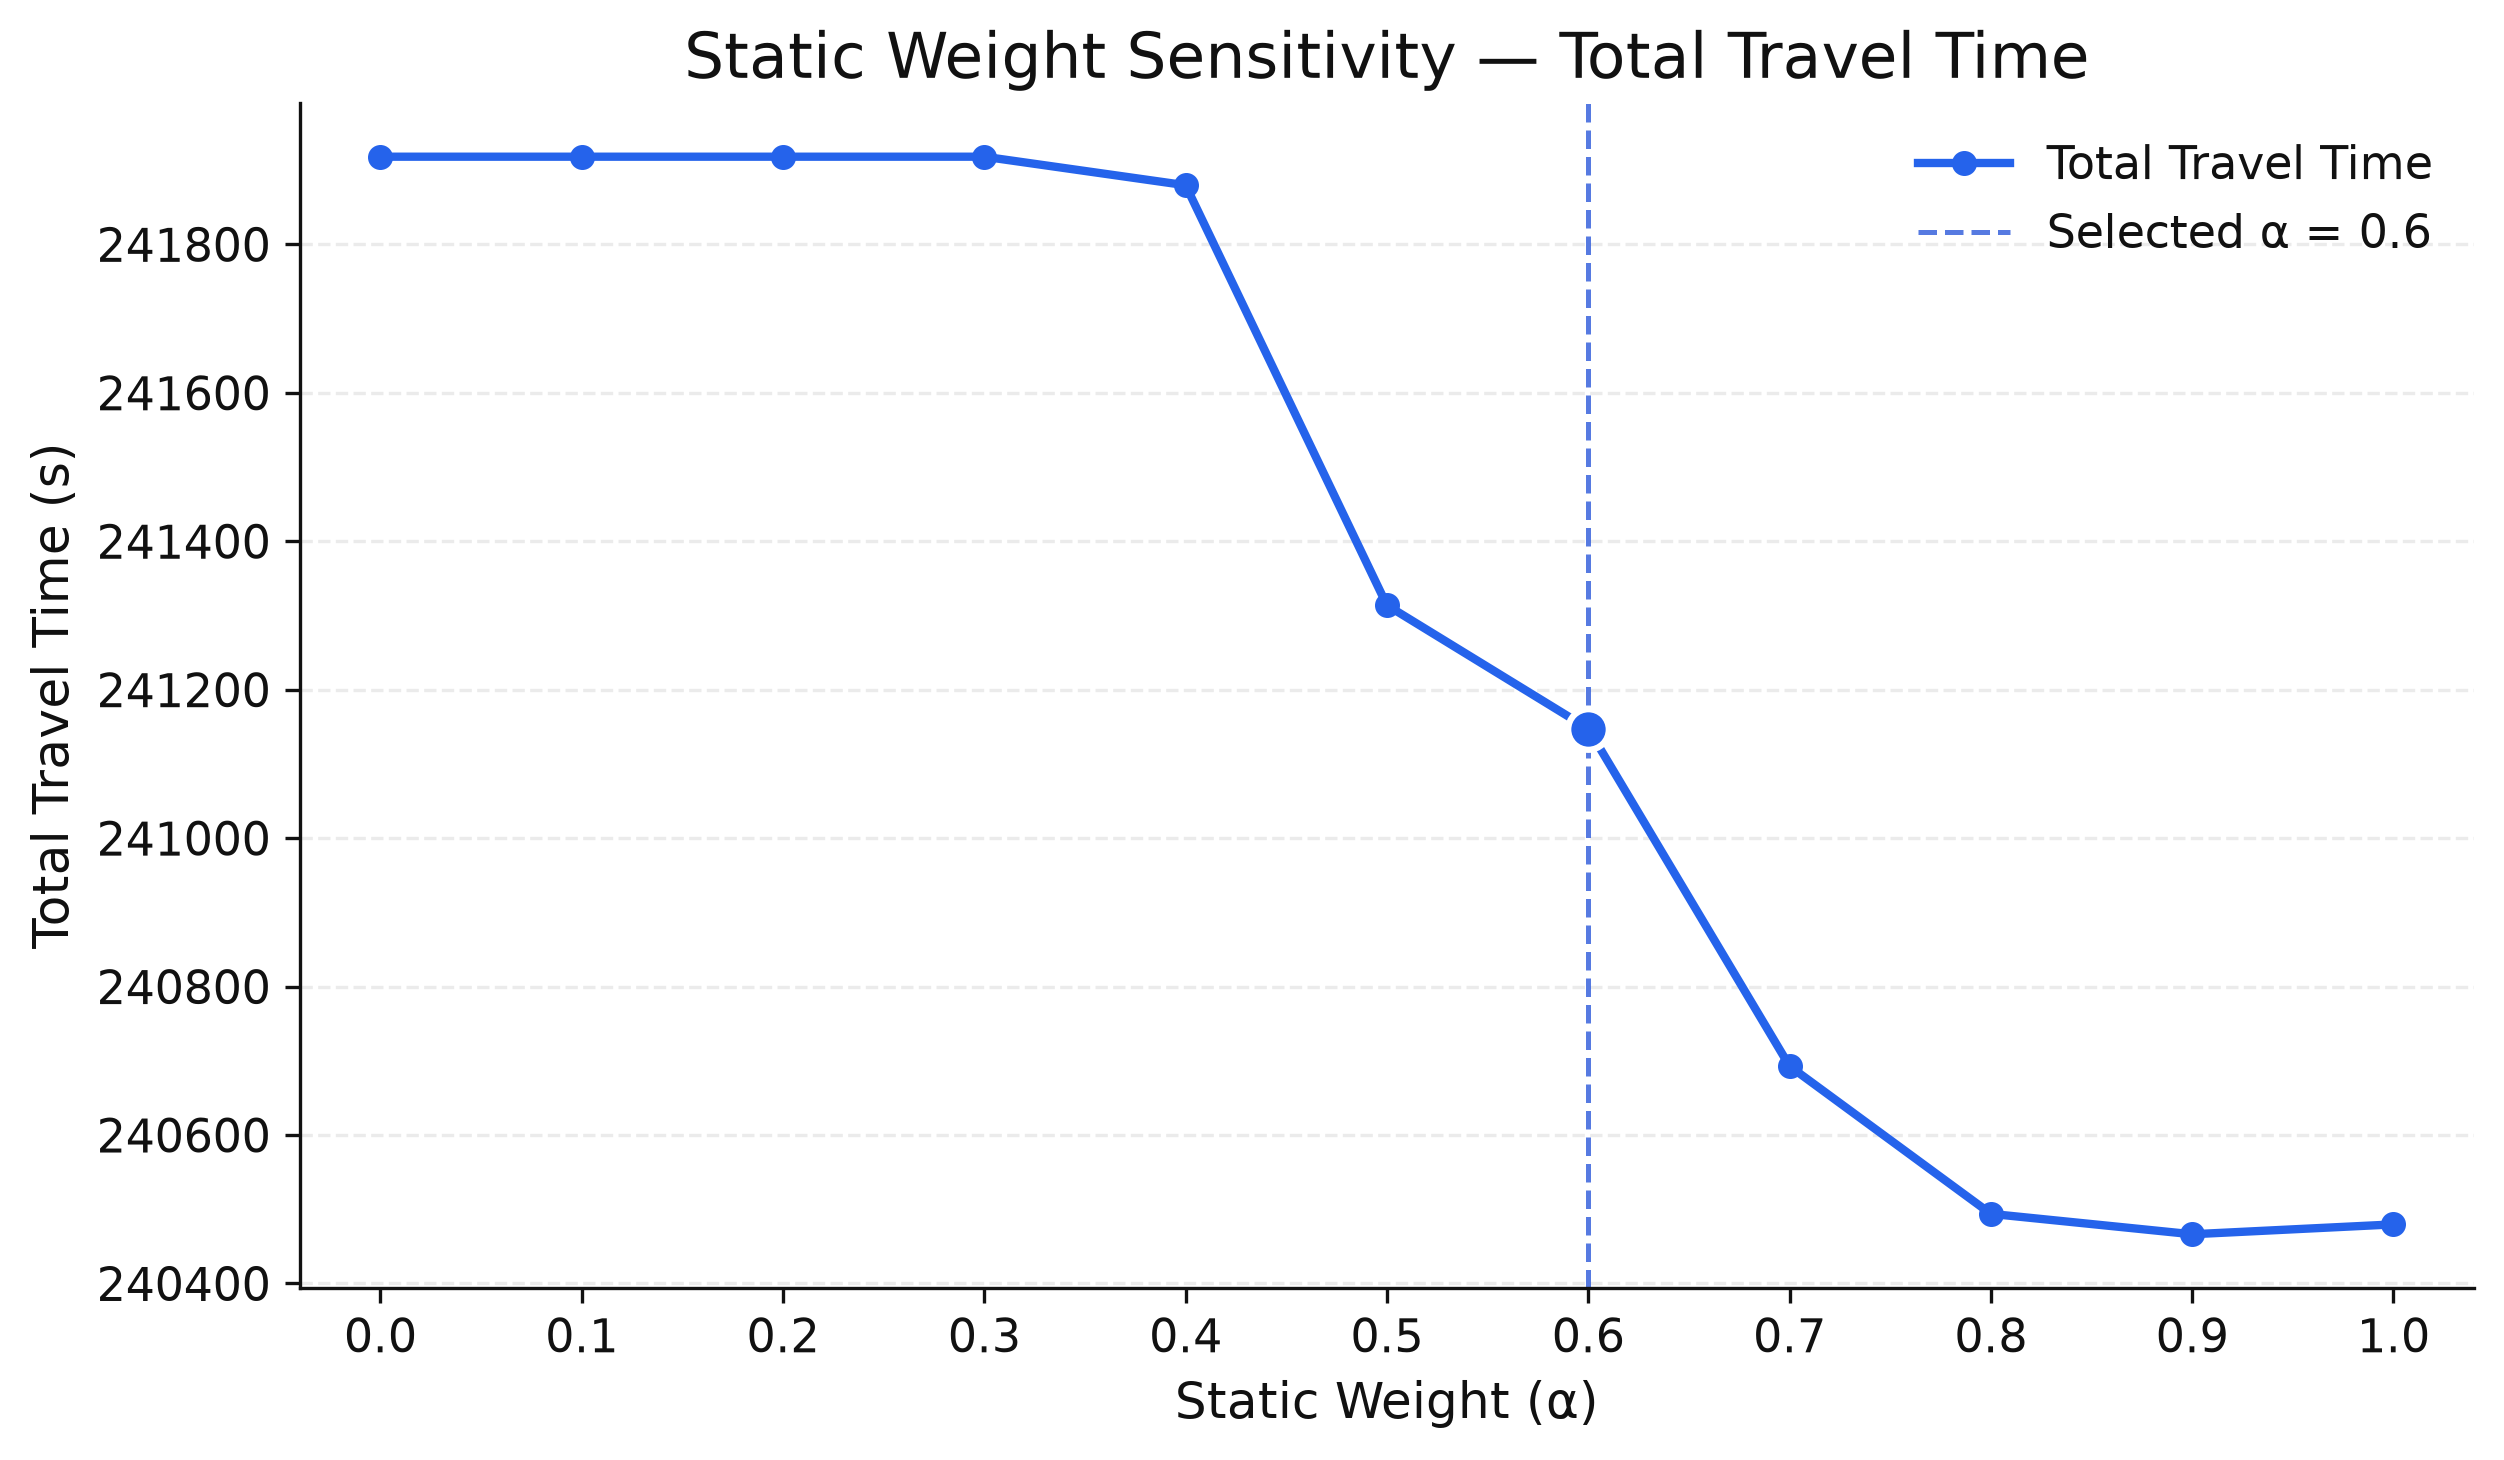 Static Weight Sensitivity — Total Travel Time
Total Travel Time
Selected α = 0.6
Total Travel Time (s)
241800
241600
241400
241200
241000
240800
240600
240400
0.0 0.1 0.2 0.3 0.4 0.5 0.6 0.7 0.8 0.9 1.0
Static Weight (α)